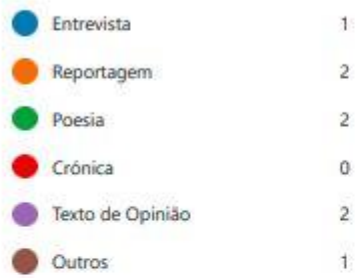 Entrevista 1
Reportagem 2
Poesia 2
Crónica 0
Texto de Opinião 2
Outros 1